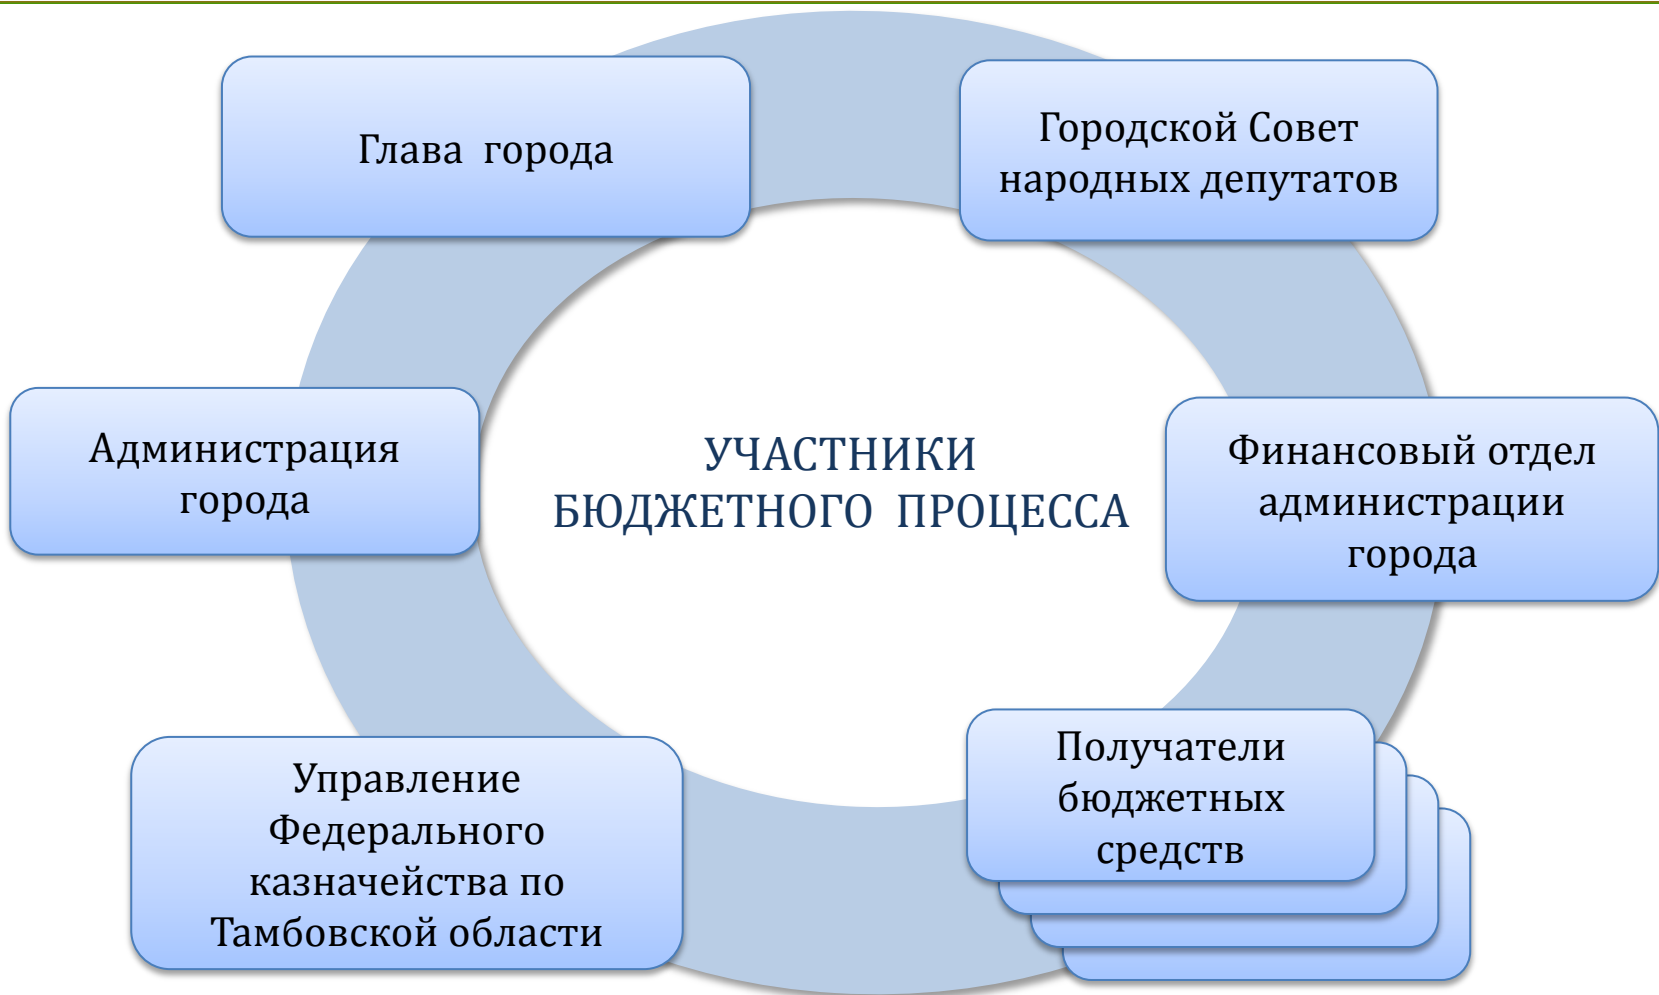 Глава города
Городской Совет
народных депутатов
Администрация
города
УЧАСТНИКИ
БЮДЖЕТНОГО ПРОЦЕССА
Финансовый отдел
администрации
города
Управление
Федерального
казначейства по
Тамбовской области
Получатели
бюджетных
средств